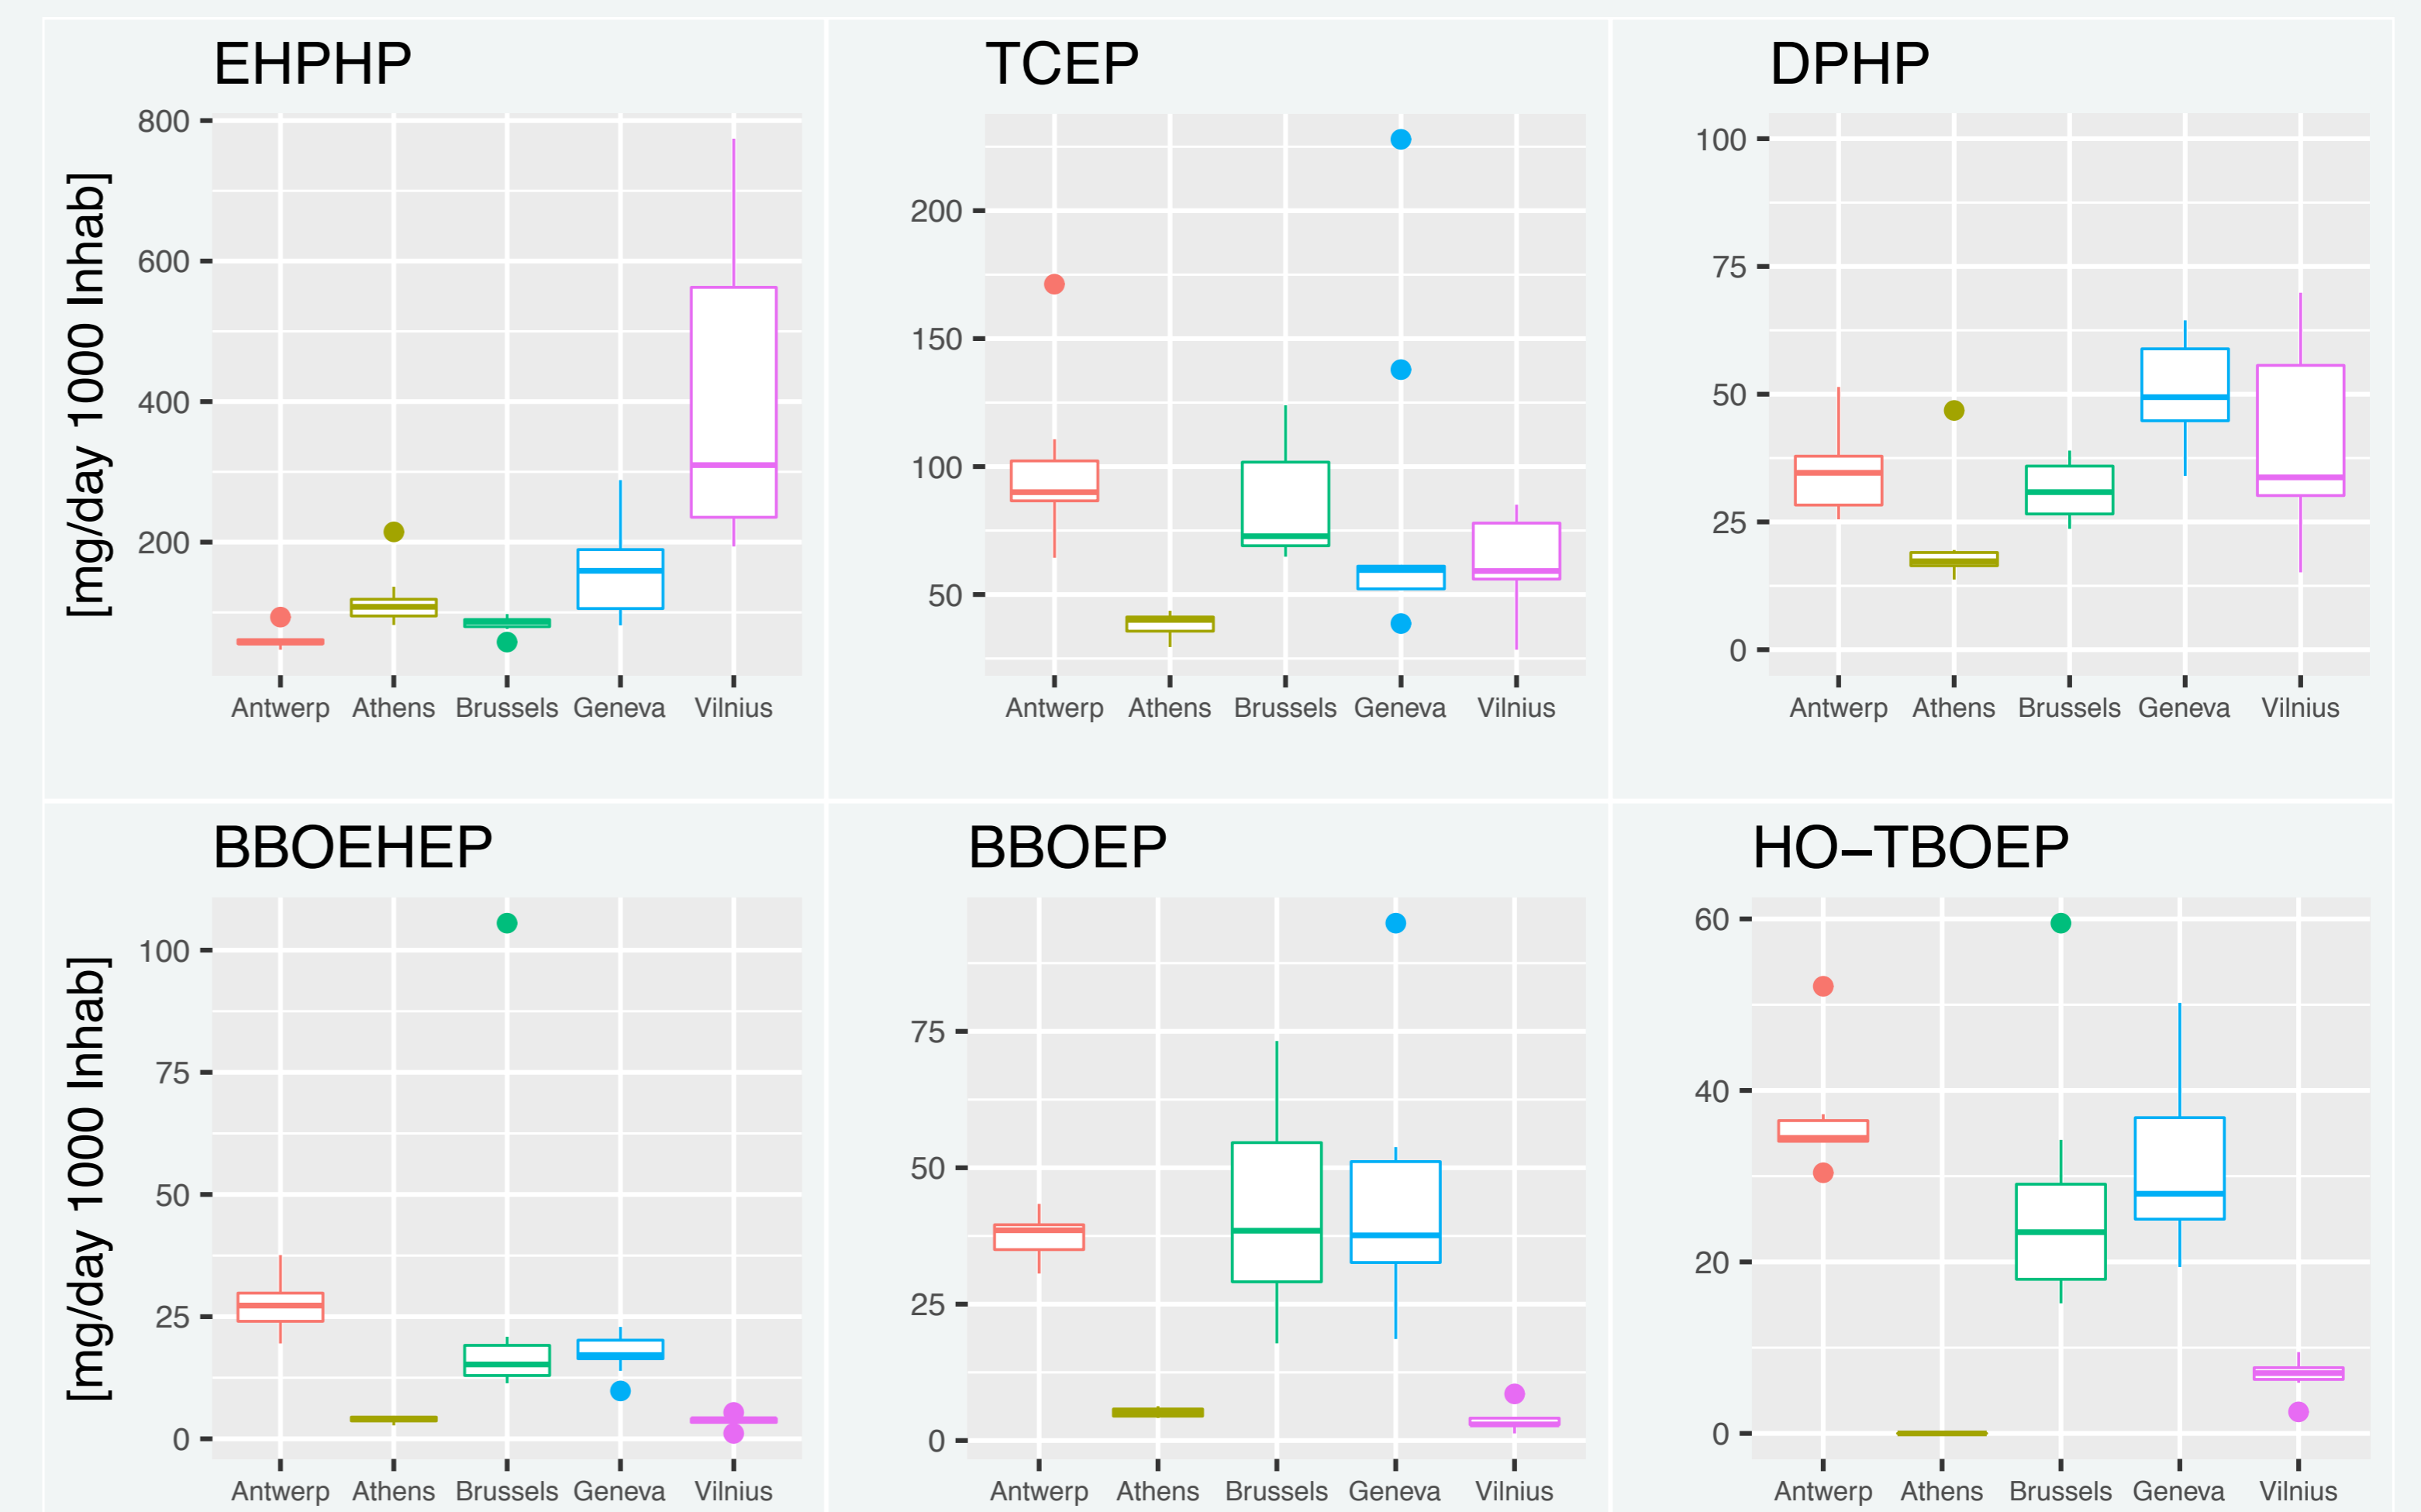 EHPHP
[mg/day 1000 Inhab]
800
600
400
200
Antwerp Athens Brussels Geneva Vilnius
TCEP
200
150
100
50
Antwerp Athens Brussels Geneva Vilnius
DPHP
100
75
50
25
0
Antwerp Athens Brussels Geneva Vilnius
BBOEHEP
[mg/day 1000 Inhab]
100
75
50
25
0
Antwerp Athens Brussels Geneva Vilnius
BBOEP
75
50
25
0
Antwerp Athens Brussels Geneva Vilnius
HO−TBOEP
60
40
20
0
Antwerp Athens Brussels Geneva Vilnius